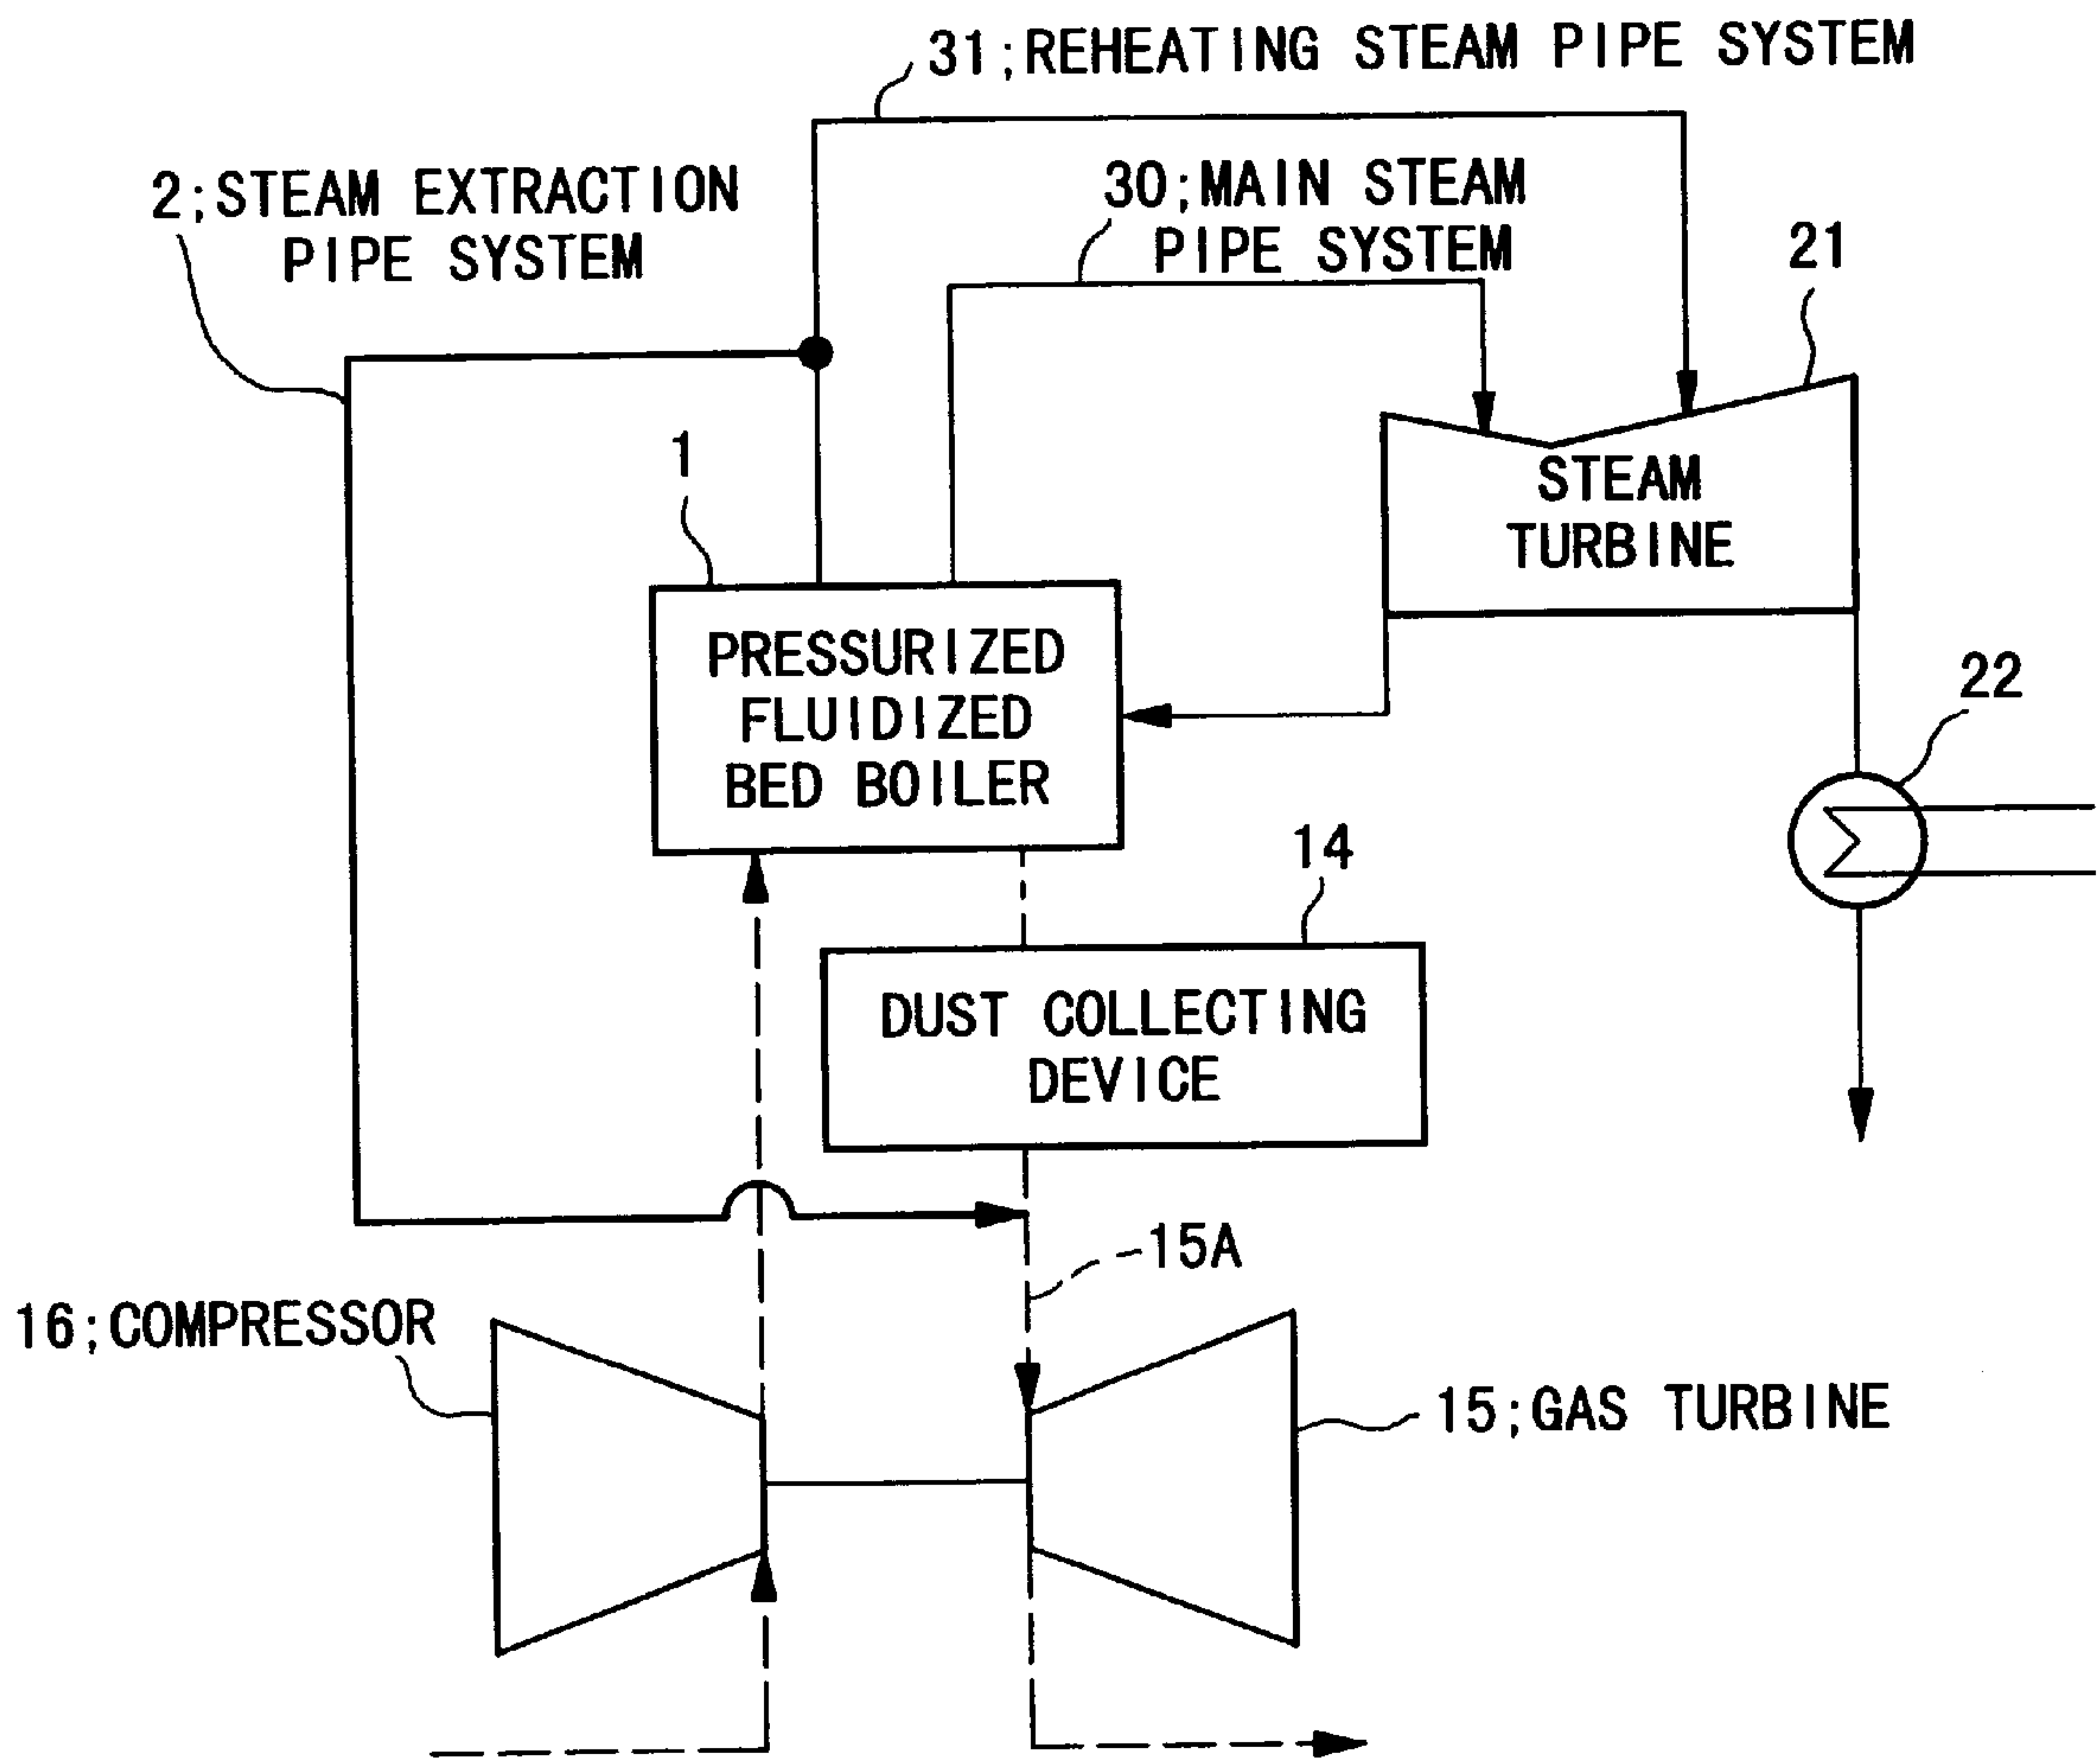 31;REHEATING STEAM PIPE SYSTEM
2;STEAM EXTRACTION
PIPE SYSTEM
30;MAIN STEAM
PIPE SYSTEM
21
1
STEAM
TURBINE
PRESSURIZED
FLUIDIZED
BED BOILER
22
14
DUST COLLECTING
DEVICE
15A
16;COMPRESSOR
15;GAS TURBINE